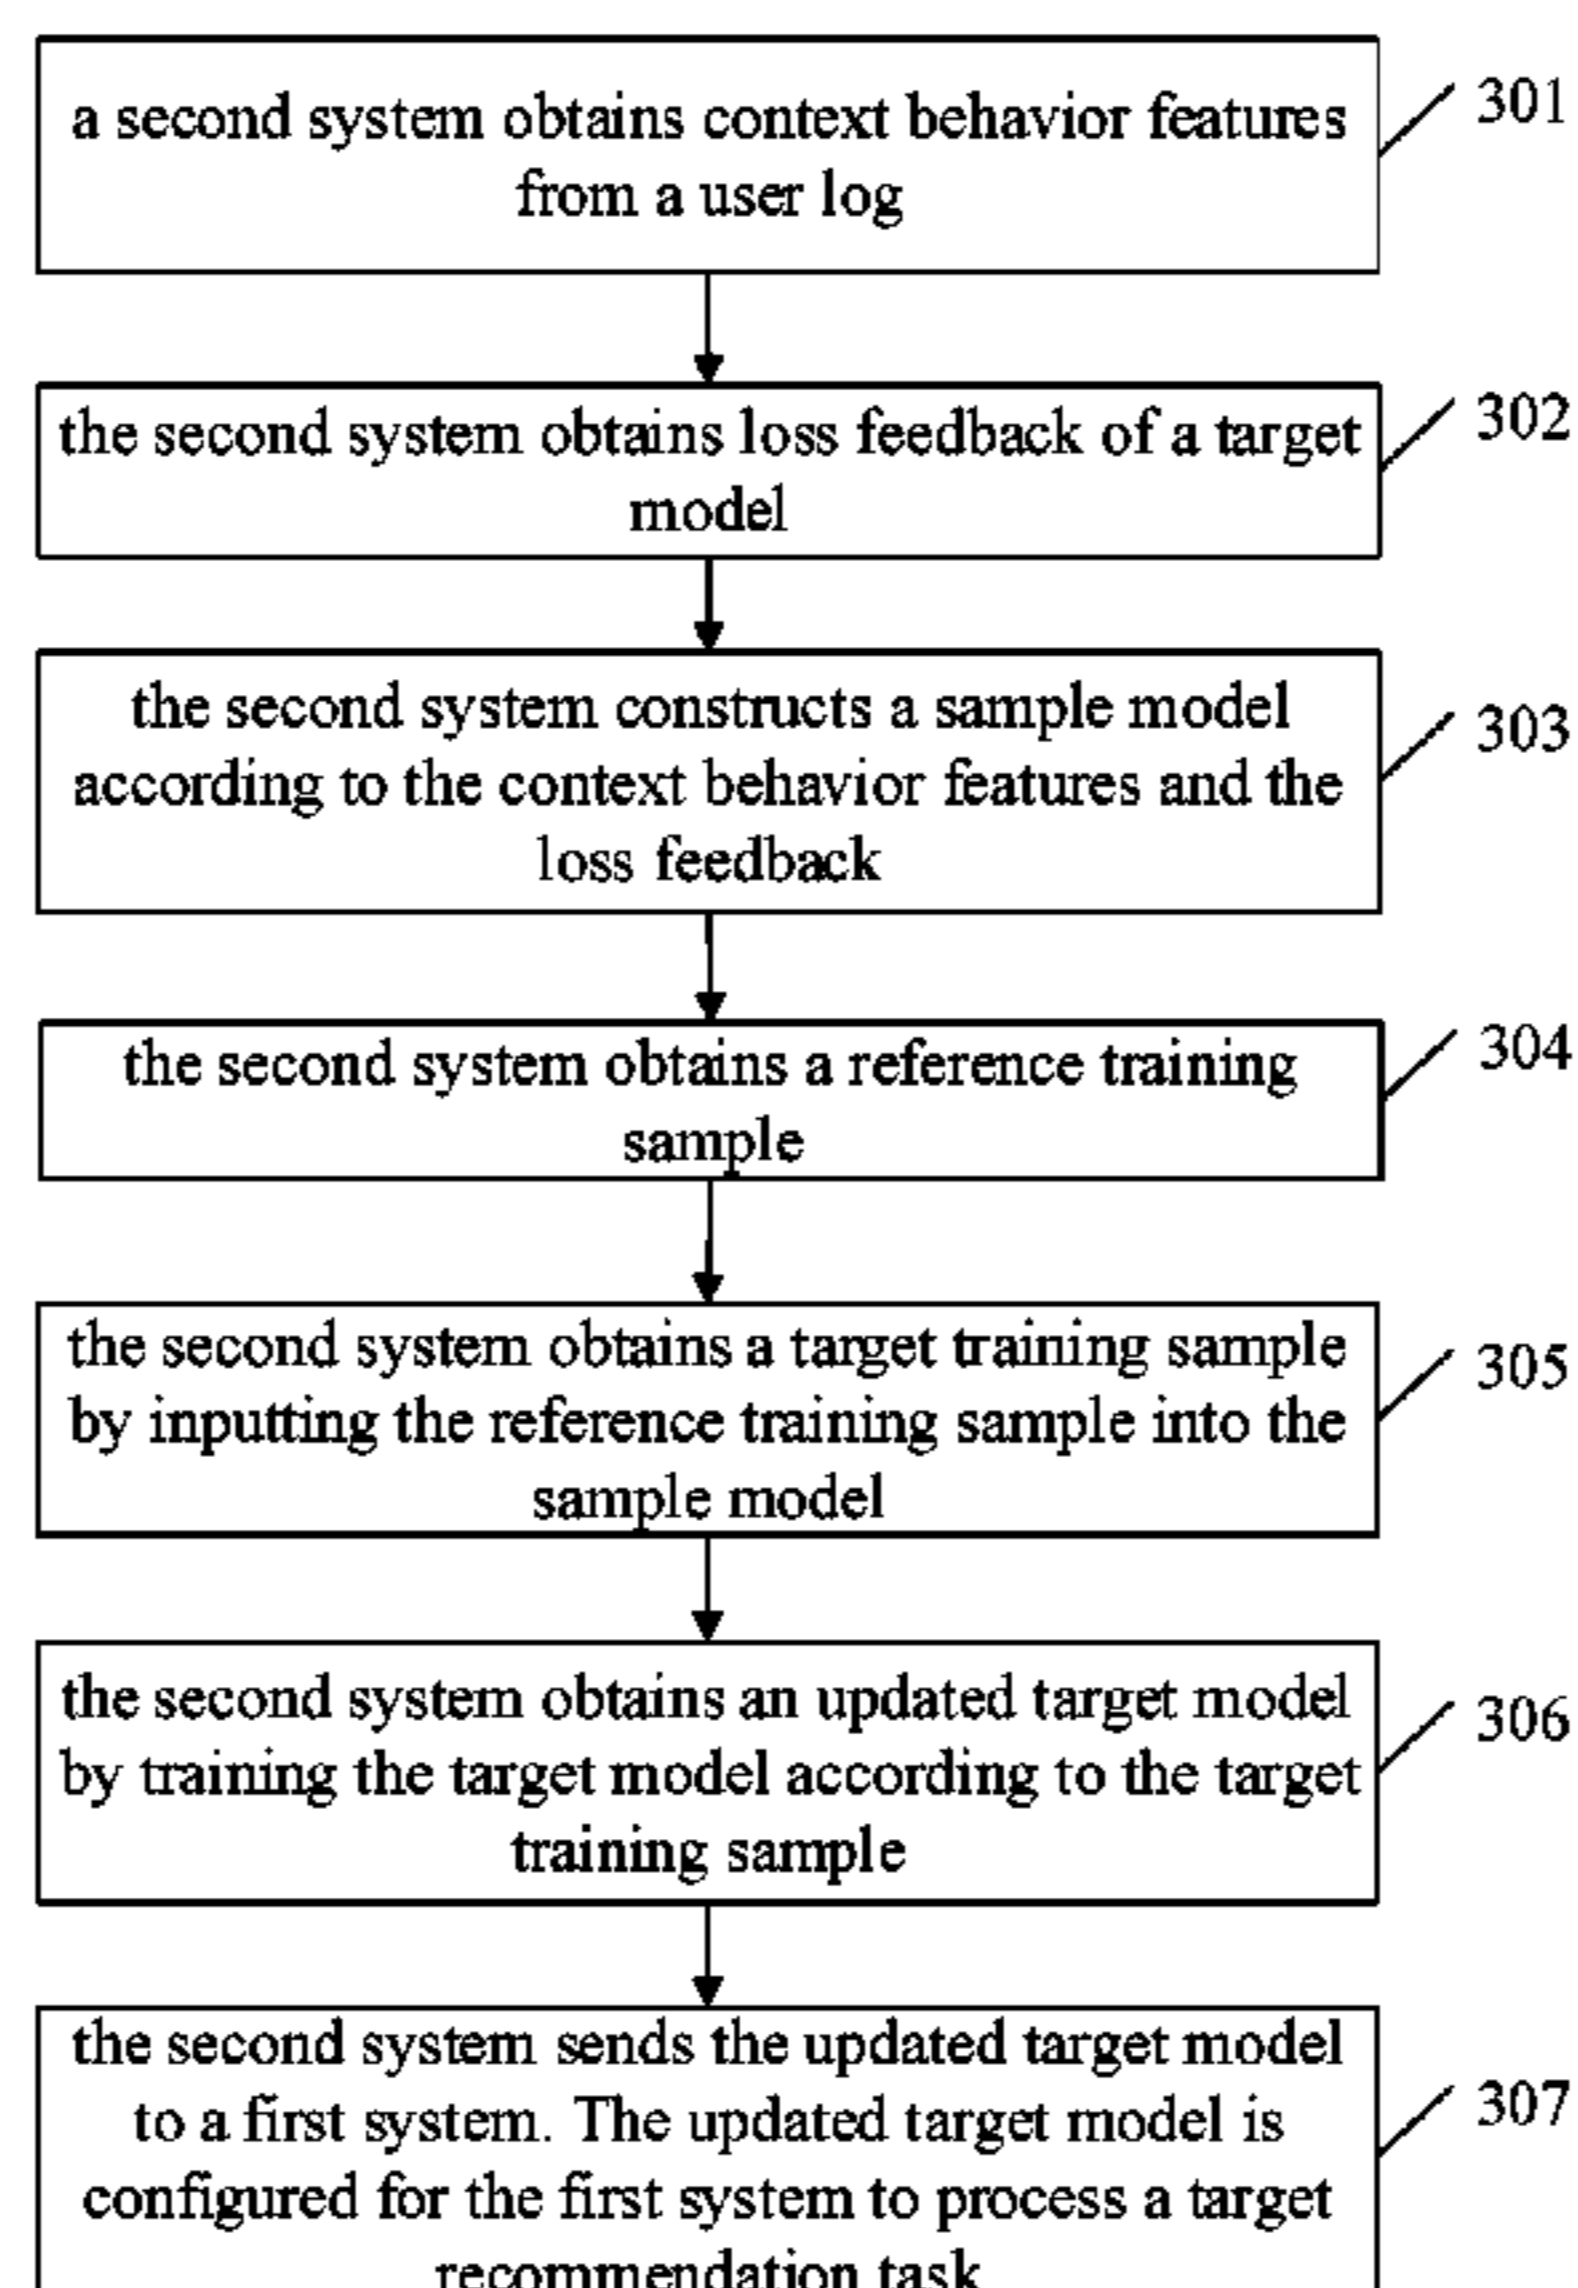 a second system obtains context behavior features
from a user log
301
the second system obtains loss feedback of a target
model
302
the second system constructs a sample model
according to the context behavior features and the
loss feedback
303
the second system obtains a reference training
sample
304
the second system obtains a target training sample
by inputting the reference training sample into the
sample model
305
the second system obtains an updated target model
by training the target model according to the target
training sample
306
the second system sends the updated target model
to a first system. The updated target model is
configured for the first system to process a target
recommendation task
307